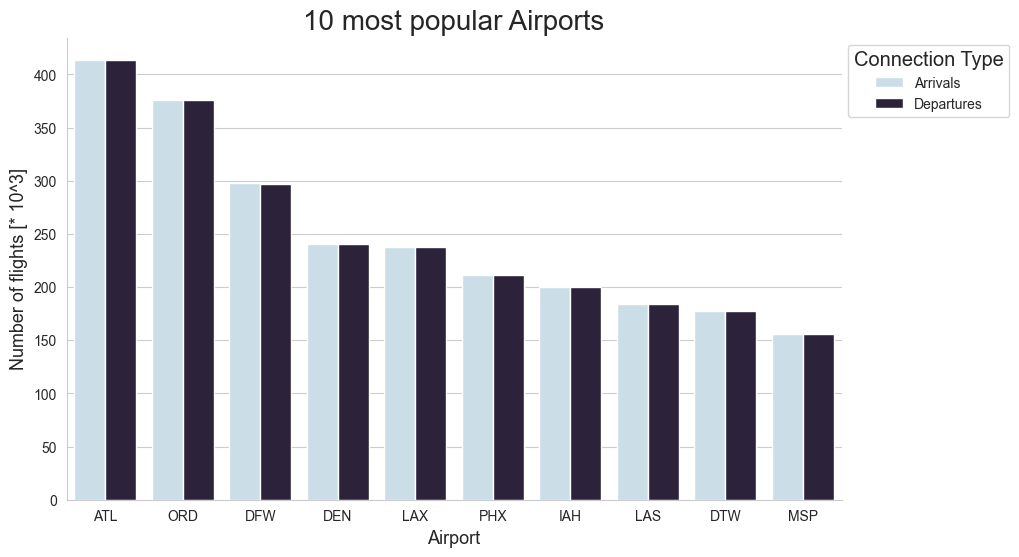 10 most popular Airports
Connection Type
Arrivals
Departures
Number of flights [* 10^3]
400
350
300
250
200
150
100
50
0
ATL ORD DFW DEN LAX PHX IAH LAS DTW MSP
Airport